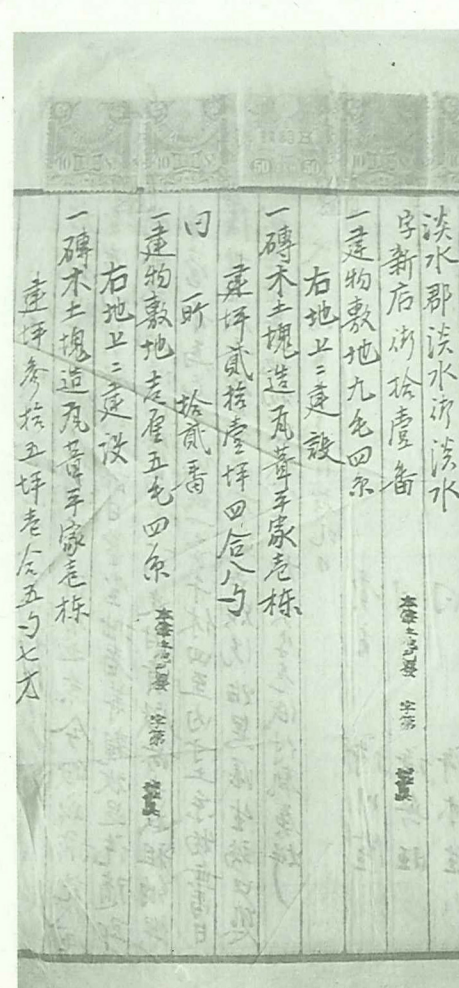 淡水郡淡水街淡水
字新店街拾壹番
一建物敷地九毛四糸
右地上ニ建設
一磚木土塊造瓦葺平家壱棟
建坪貳拾壹坪四合八勺
同所拾貳番
一建物敷地壱厘五毛四糸
右地上ニ建設
一磚木土塊造瓦葺平家壱棟
建坪參拾五坪壱合五勺七才